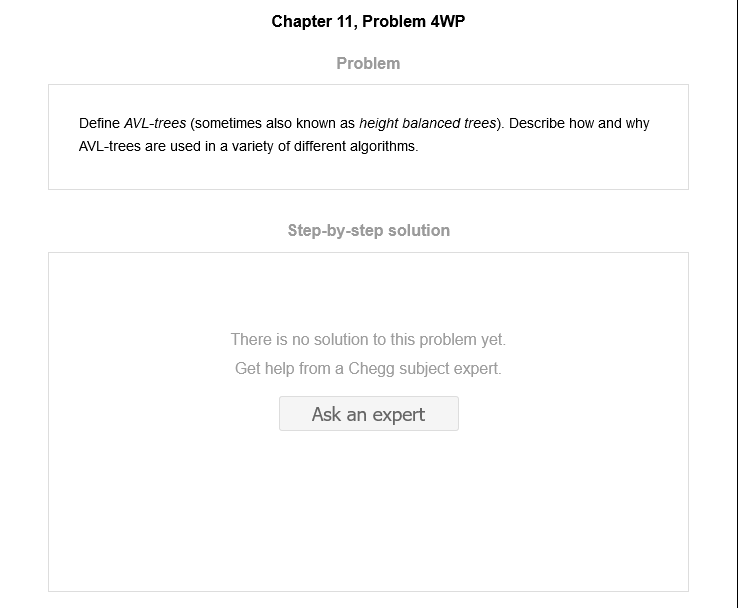 Chapter 11, Problem 4WP
Problem
Define AVL-trees (sometimes also known as height balanced trees). Describe how and why
AVL-trees are used in a variety of different algorithms.
Step-by-step solution
There is no solution to this problem yet.
Get help from a Chegg subject expert.
Ask an expert